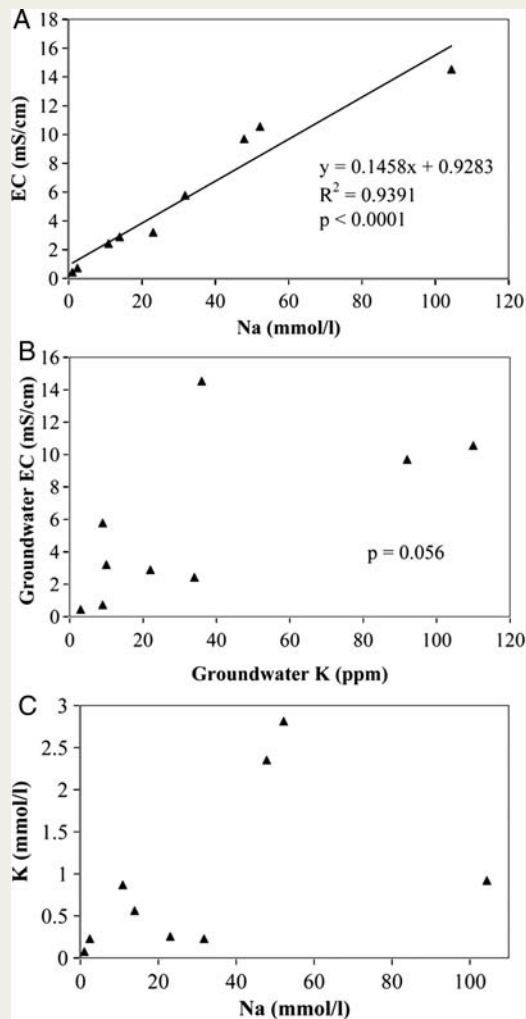 A
18
16
14
12
10
8
6
4
2
0
EC (mS/cm)
y = 0.1458x + 0.9283
R² = 0.9391
p < 0.0001
0 20 40 60 80 100 120
Na (mmol/l)
B
16
14
12
10
8
6
4
2
0
Groundwater EC (mS/cm)
p = 0.056
0 20 40 60 80 100 120
Groundwater K (ppm)
C
3
2.5
2
1.5
1
0.5
0
K (mmol/l)
0 20 40 60 80 100
Na (mmol/l)